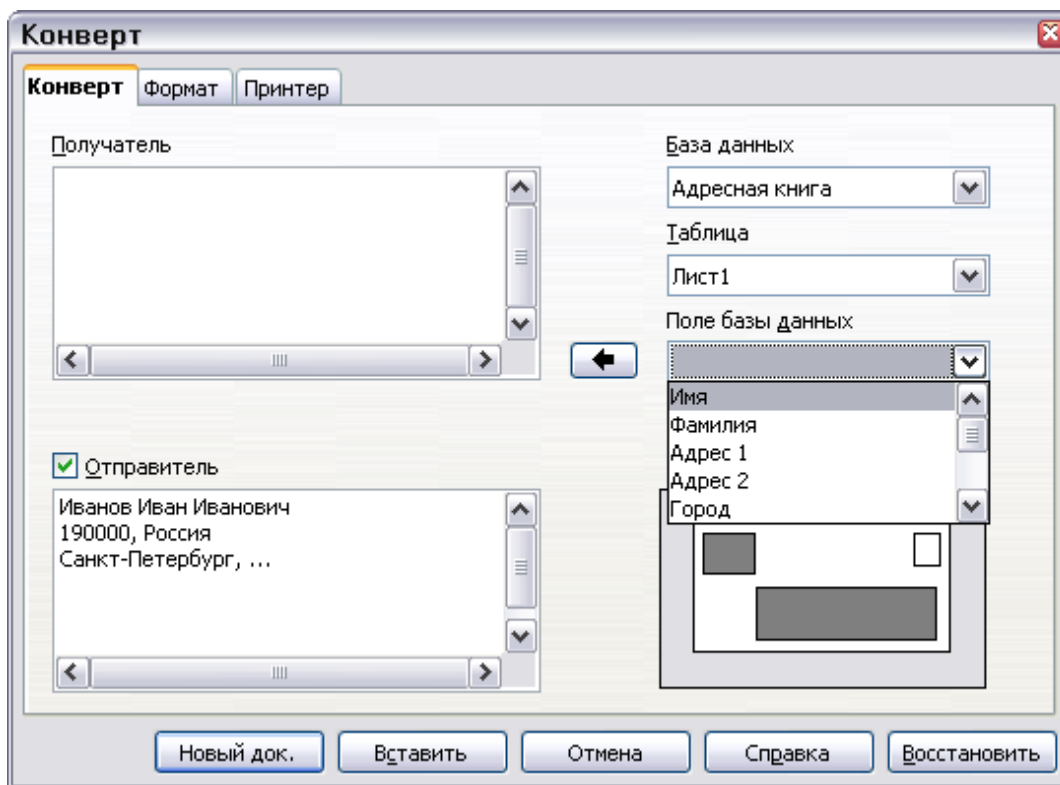 Конверт
Конверт Формат Принтер
Получатель
База данных
Адресная книга
Таблица
Лист1
Поле базы данных
Имя
Фамилия
Адрес 1
Адрес 2
Город
Отправитель
Иванов Иван Иванович
190000, Россия
Санкт-Петербург, ...
Новый док. Вставить Отмена Справка Восстановить